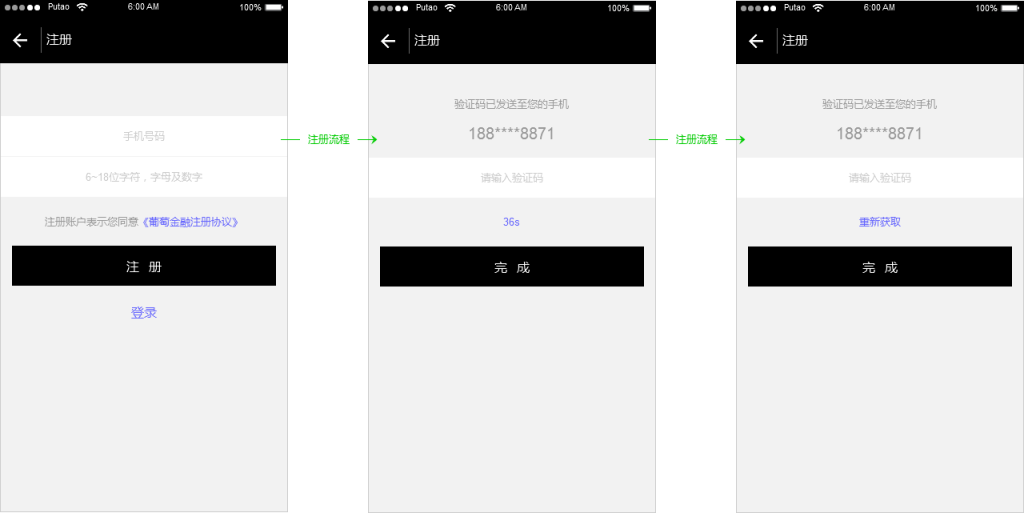 Putao 6:00 AM 100%
注册
手机号码
6~18位字符，字母及数字
注册账户表示您同意《葡萄金融注册协议》
注 册
登录
注册流程
Putao 6:00 AM 100%
注册
验证码已发送至您的手机
188****8871
请输入验证码
36s
完 成
注册流程
Putao 6:00 AM 100%
注册
验证码已发送至您的手机
188****8871
请输入验证码
重新获取
完 成